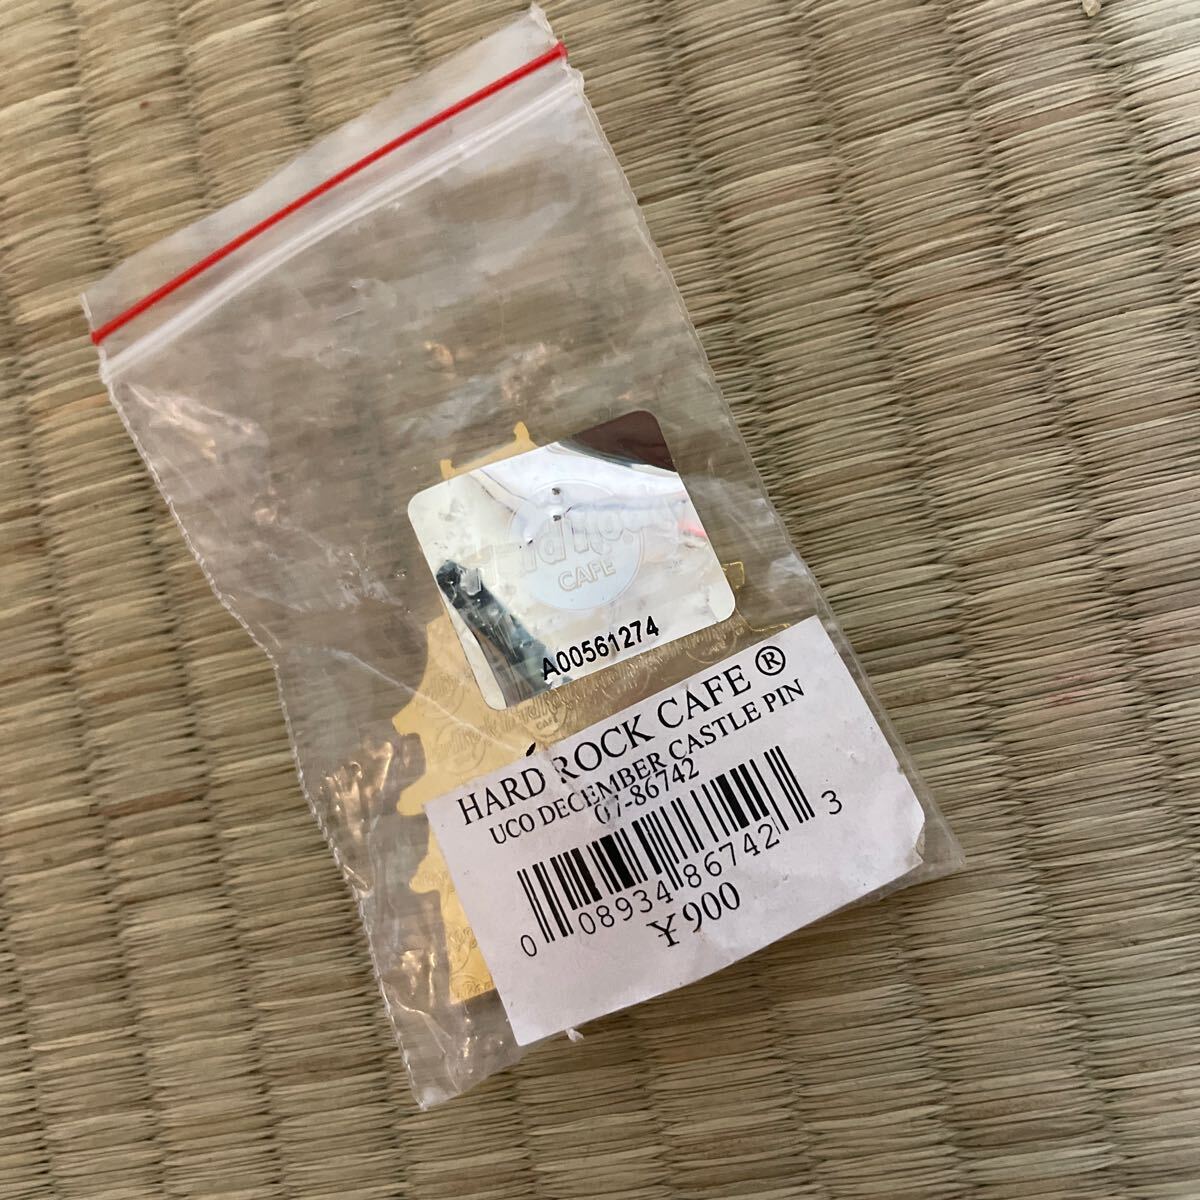 Hard Rock
CAFE
A00561274
HARD ROCK CAFE ®
UCO DECEMBER CASTLE PIN
07-86742
0 08934 86742 3
¥900